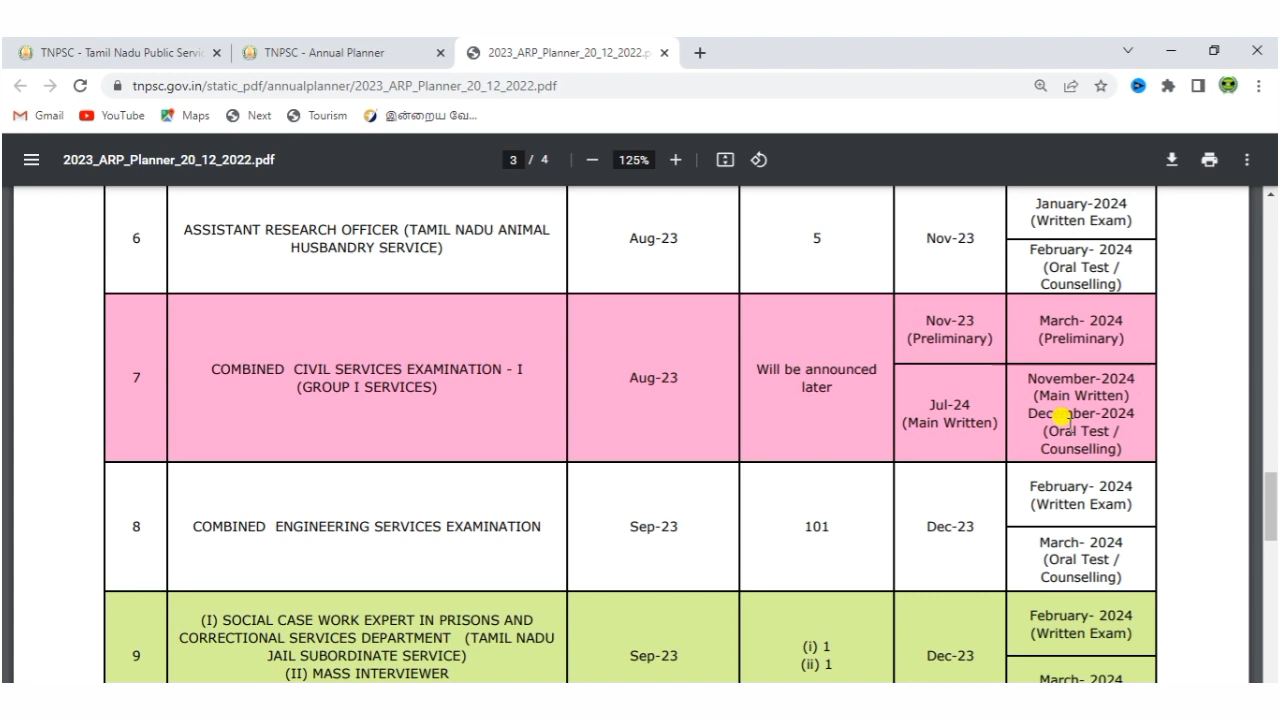 TNPSC - Tamil Nadu Public Servic
TNPSC - Annual Planner
2023_ARP_Planner_20_12_2022.p
tnpsc.gov.in/static_pdf/annualplanner/2023_ARP_Planner_20_12_2022.pdf
Gmail YouTube Maps Next Tourism இன்றைய வே...
2023_ARP_Planner_20_12_2022.pdf
3 / 4
125%
6
ASSISTANT RESEARCH OFFICER (TAMIL NADU ANIMAL
HUSBANDRY SERVICE)
Aug-23
5
Nov-23
January-2024
(Written Exam)
February- 2024
(Oral Test /
Counselling)
7
COMBINED CIVIL SERVICES EXAMINATION - I
(GROUP I SERVICES)
Aug-23
Will be announced
later
Nov-23
(Preliminary)
March- 2024
(Preliminary)
Jul-24
(Main Written)
November-2024
(Main Written)
December-2024
(Oral Test /
Counselling)
8
COMBINED ENGINEERING SERVICES EXAMINATION
Sep-23
101
Dec-23
February- 2024
(Written Exam)
March- 2024
(Oral Test /
Counselling)
9
(I) SOCIAL CASE WORK EXPERT IN PRISONS AND
CORRECTIONAL SERVICES DEPARTMENT (TAMIL NADU
JAIL SUBORDINATE SERVICE)
(II) MASS INTERVIEWER
Sep-23
(i) 1
(ii) 1
Dec-23
February- 2024
(Written Exam)
March- 2024